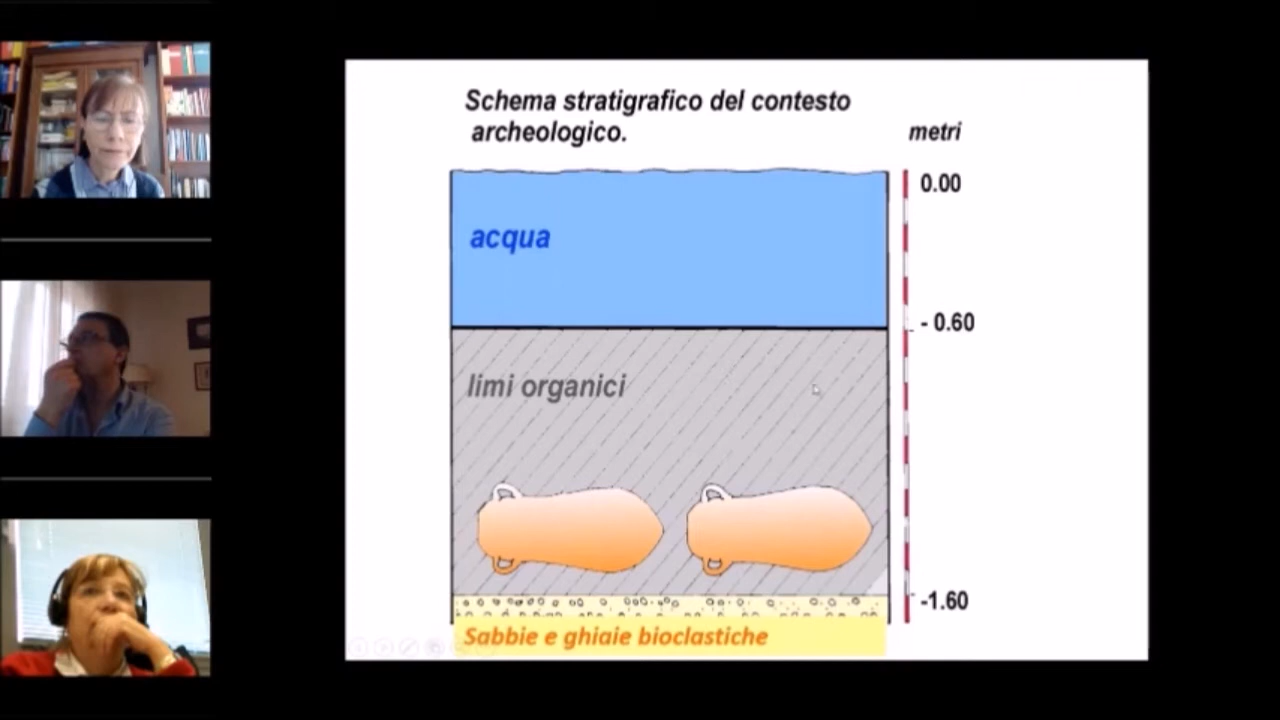 Schema stratigrafico del contesto
archeologico.
metri
0.00
acqua
- 0.60
limi organici
-1.60
Sabbie e ghiaie bioclastiche